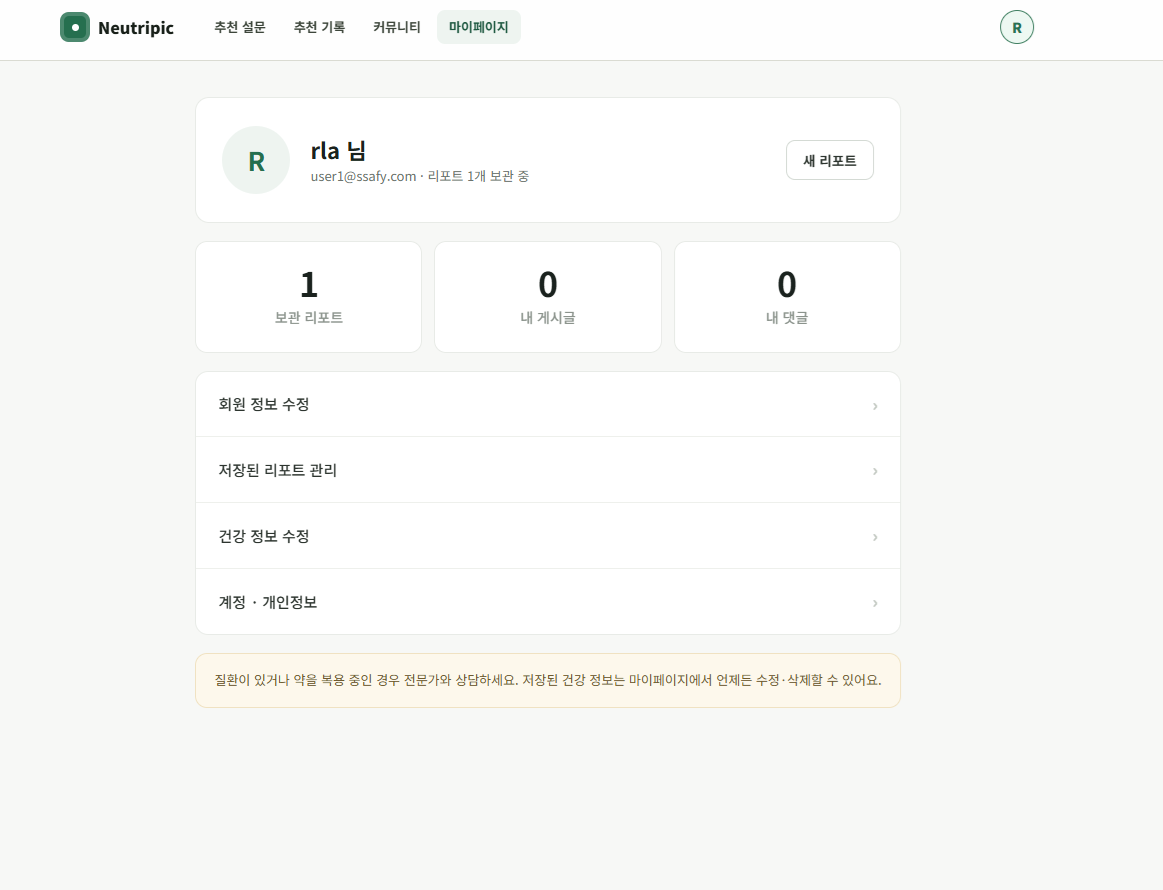 Neutripic 추천 설문 추천 기록 커뮤니티 마이페이지 R
R
rla 님
user1@ssafy.com · 리포트 1개 보관 중
새 리포트
1
보관 리포트
0
내 게시글
0
내 댓글
회원 정보 수정 ›
저장된 리포트 관리 ›
건강 정보 수정 ›
계정 · 개인정보 ›
질환이 있거나 약을 복용 중인 경우 전문가와 상담하세요. 저장된 건강 정보는 마이페이지에서 언제든 수정·삭제할 수 있어요.